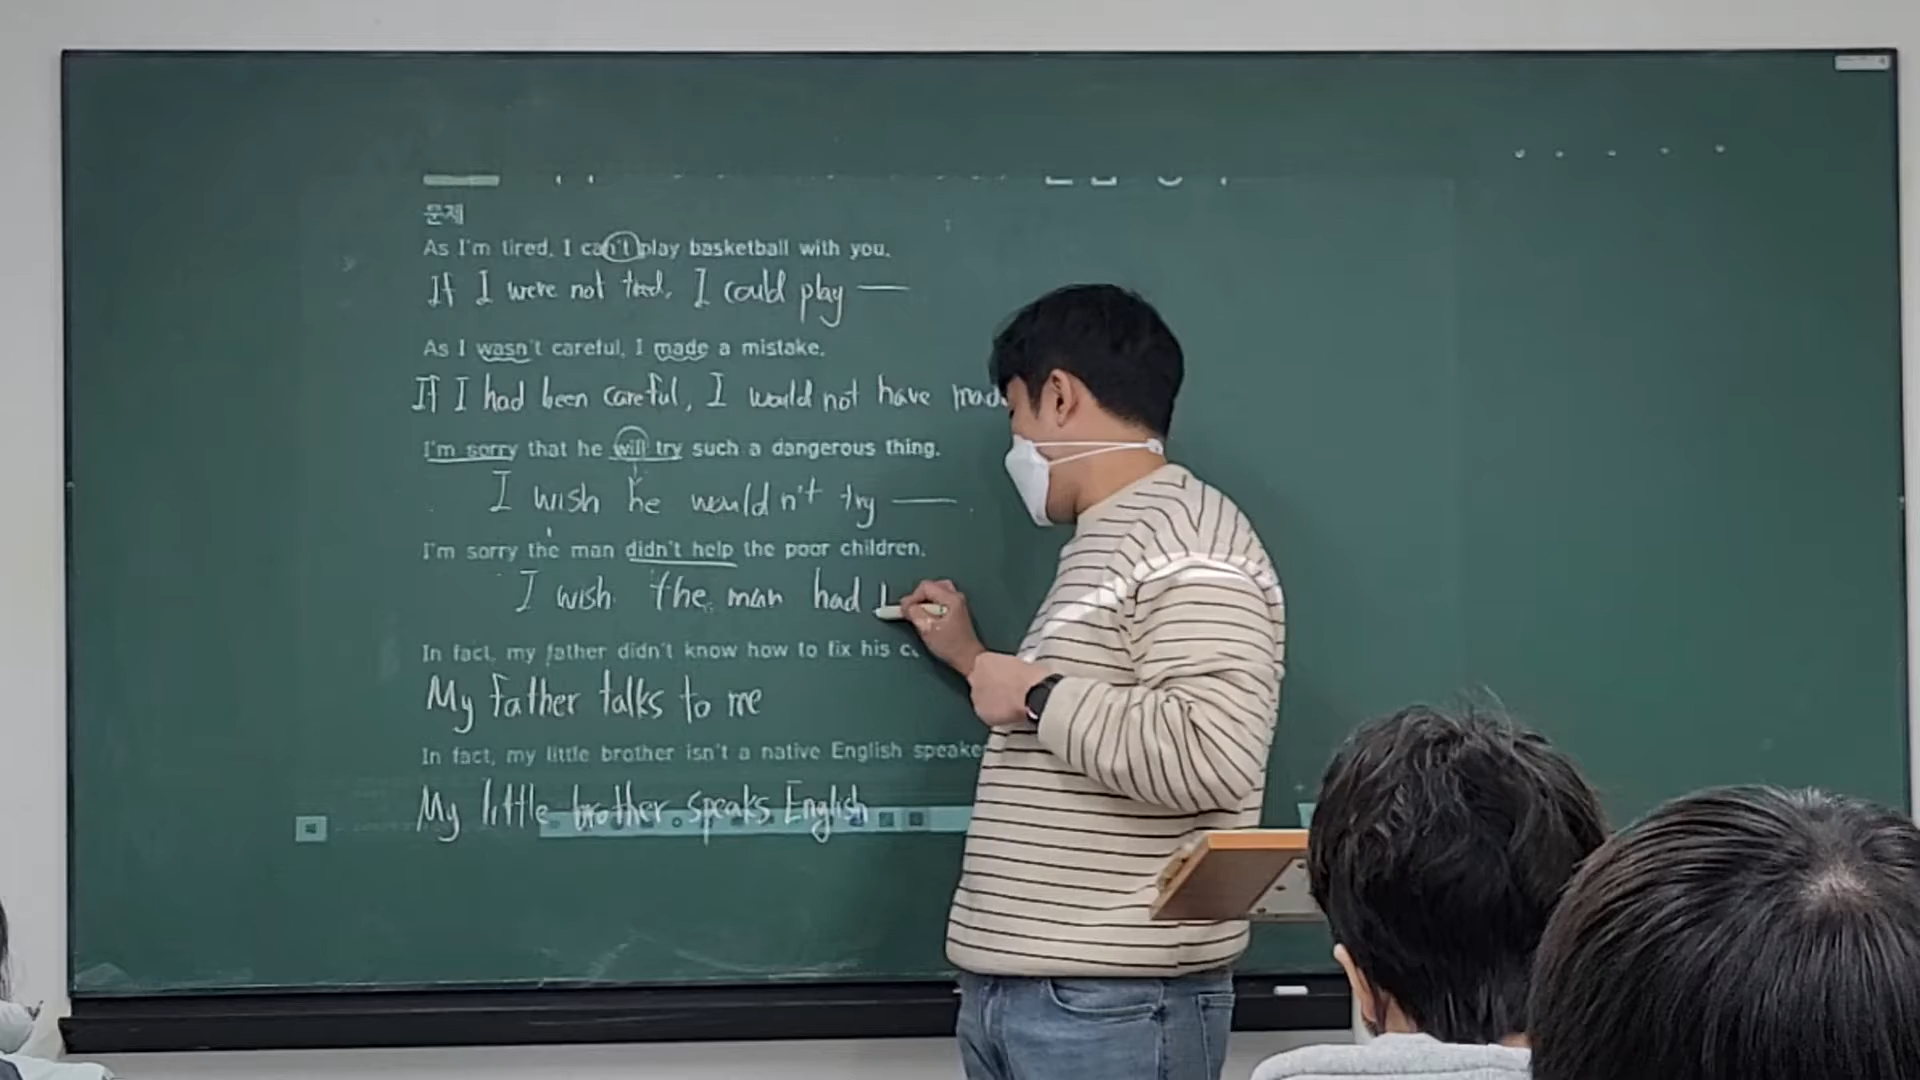 문제
As I'm tired, I can't play basketball with you.
If I were not tired, I could play —
As I wasn't careful, I made a mistake.
If I had been careful, I would not have made
I'm sorry that he will try such a dangerous thing.
I wish he wouldn't try —
I'm sorry the man didn't help the poor children.
I wish the man had
In fact, my father didn't know how to fix his
My father talks to me
In fact, my little brother isn't a native English speake
My little brother speaks English